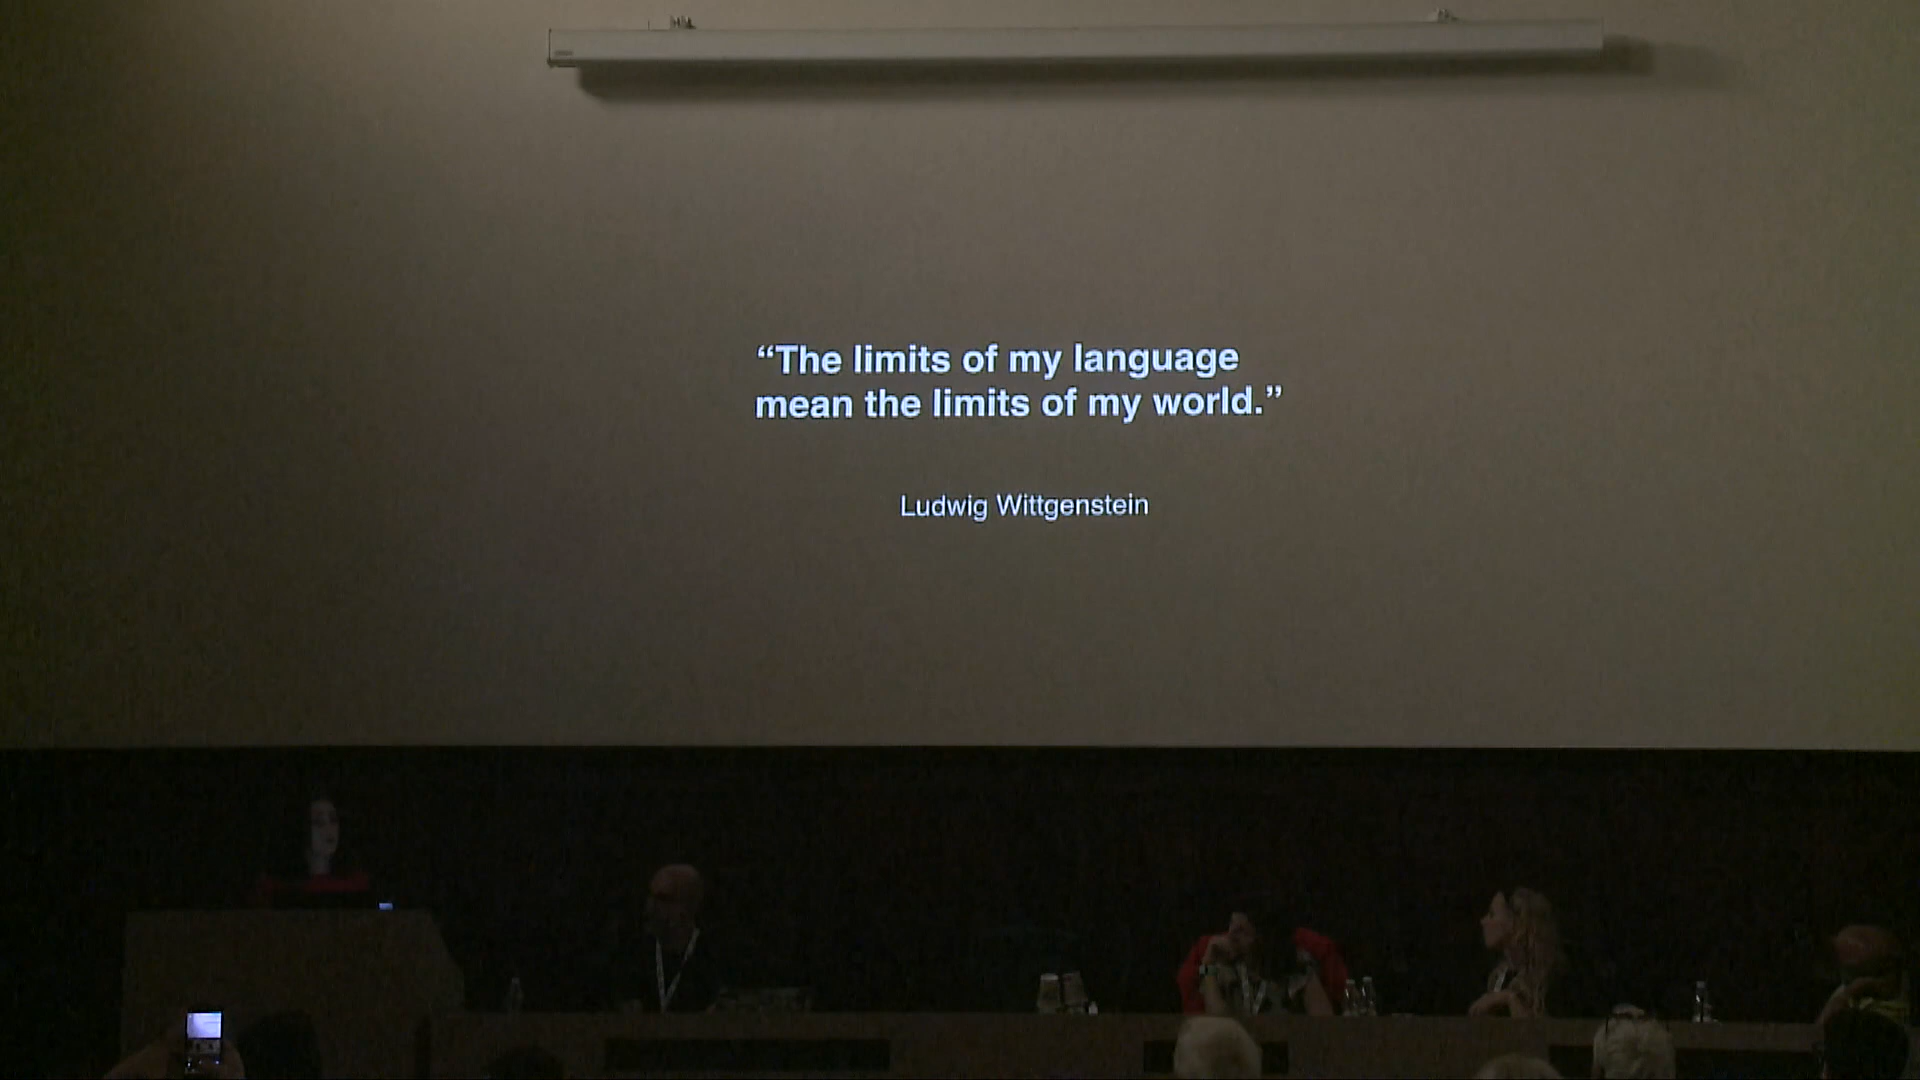 “The limits of my language
mean the limits of my world.”
Ludwig Wittgenstein